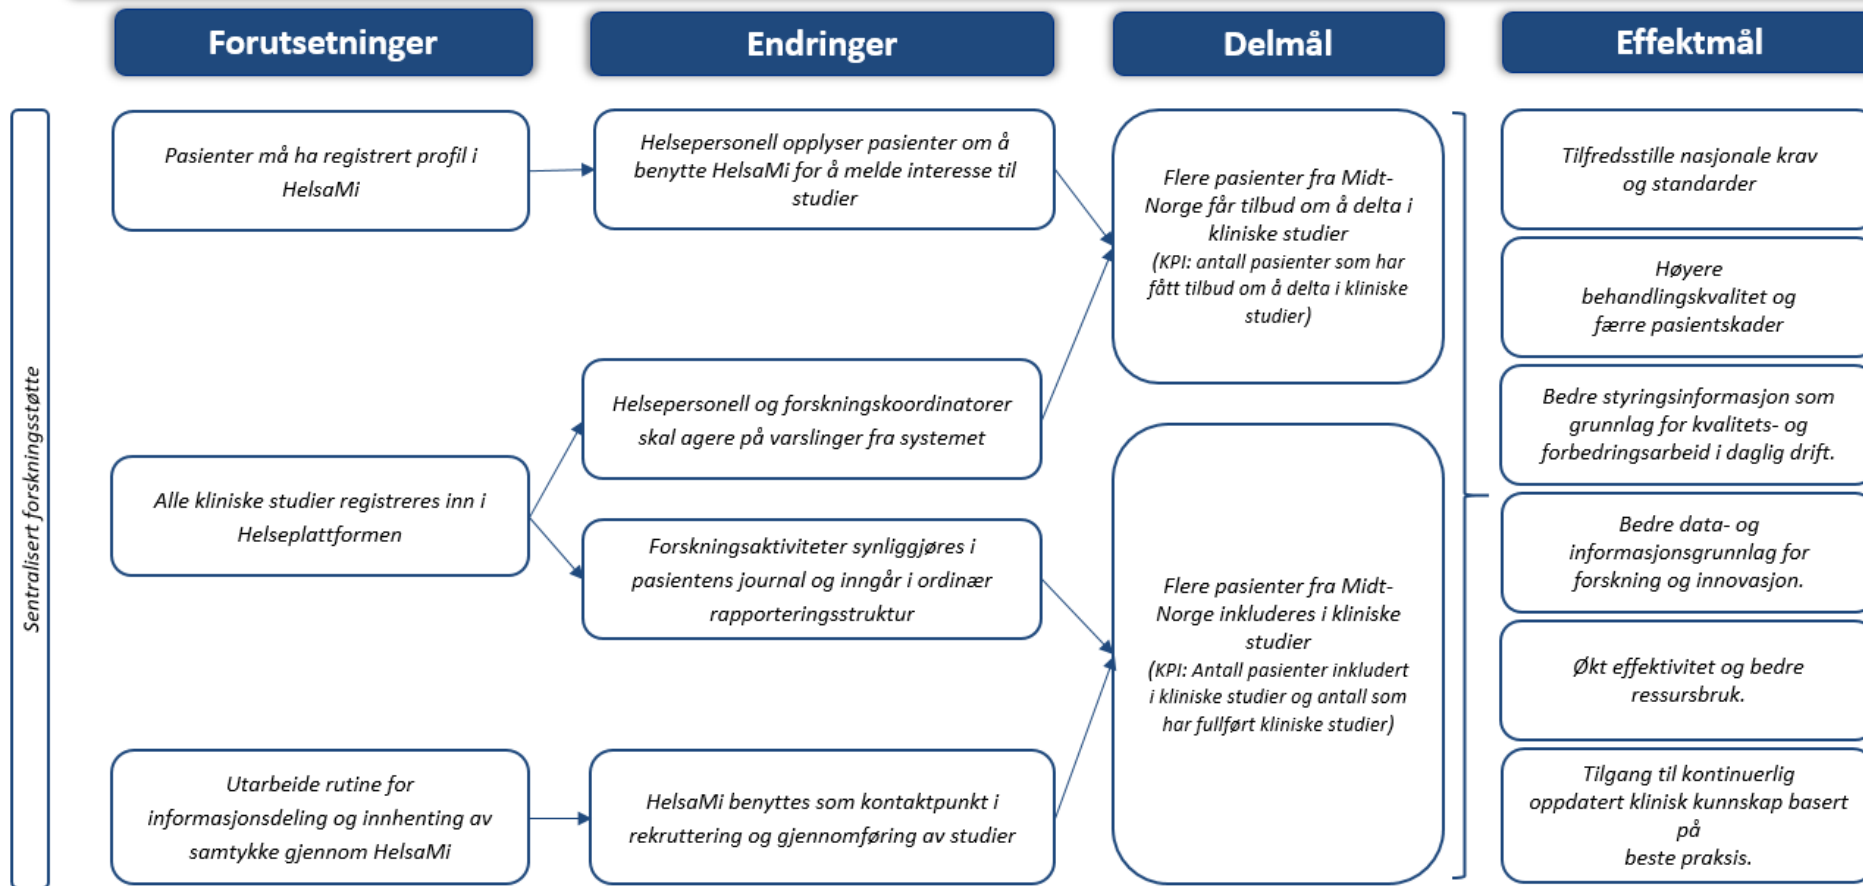 Forutsetninger
Endringer
Delmål
Effektmål
Sentralisert forskningsstøtte
Pasienter må ha registrert profil i
HelsaMi
Alle kliniske studier registreres inn i
Helseplattformen
Utarbeide rutine for
informasjonsdeling og innhenting av
samtykke gjennom HelsaMi
Helsepersonell opplyser pasienter om å
benytte HelsaMi for å melde interesse til
studier
Helsepersonell og forskningskoordinatorer
skal agere på varslinger fra systemet
Forskningsaktiviteter synliggjøres i
pasientens journal og inngår i ordinær
rapporteringsstruktur
HelsaMi benyttes som kontaktpunkt i
rekruttering og gjennomføring av studier
Flere pasienter fra Midt-
Norge får tilbud om å delta i
kliniske studier
(KPI: antall pasienter som har
fått tilbud om å delta i kliniske
studier)
Flere pasienter fra Midt-
Norge inkluderes i kliniske
studier
(KPI: Antall pasienter inkludert
i kliniske studier og antall som
har fullført kliniske studier)
Tilfredsstille nasjonale krav
og standarder
Høyere
behandlingskvalitet og
færre pasientskader
Bedre styringsinformasjon som
grunnlag for kvalitets- og
forbedringsarbeid i daglig drift.
Bedre data- og
informasjonsgrunnlag for
forskning og innovasjon.
Økt effektivitet og bedre
ressursbruk.
Tilgang til kontinuerlig
oppdatert klinisk kunnskap basert
på
beste praksis.